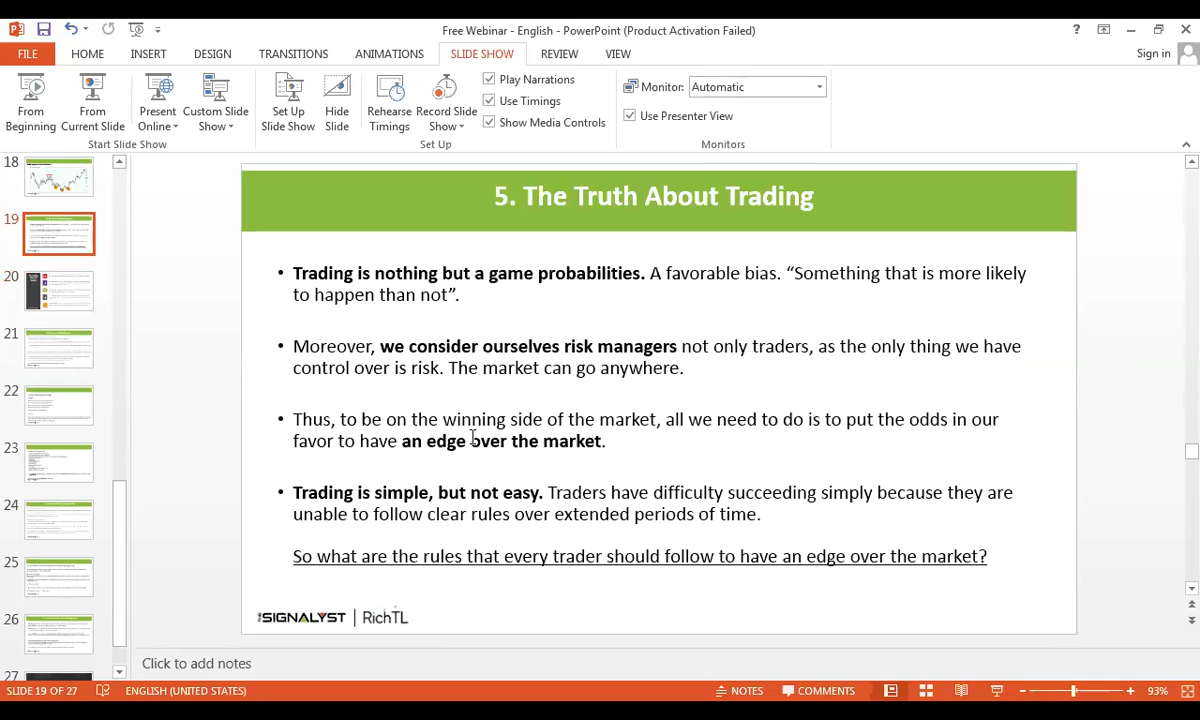 Free Webinar - English - PowerPoint (Product Activation Failed)
?
FILE HOME INSERT DESIGN TRANSITIONS ANIMATIONS SLIDE SHOW REVIEW VIEW Sign in
From Beginning
From Current Slide
Present Online
Custom Slide Show
Start Slide Show
Set Up Slide Show
Hide Slide
Rehearse Timings
Record Slide Show
Play Narrations
Use Timings
Show Media Controls
Set Up
Monitor: Automatic
Use Presenter View
Monitors
18
19
20
21
22
23
24
25
26
27
5. The Truth About Trading
• Trading is nothing but a game probabilities. A favorable bias. “Something that is more likely
to happen than not”.
• Moreover, we consider ourselves risk managers not only traders, as the only thing we have
control over is risk. The market can go anywhere.
• Thus, to be on the winning side of the market, all we need to do is to put the odds in our
favor to have an edge over the market.
• Trading is simple, but not easy. Traders have difficulty succeeding simply because they are
unable to follow clear rules over extended periods of time.
So what are the rules that every trader should follow to have an edge over the market?
THE SIGNALYST | RichTL
Click to add notes
SLIDE 19 OF 27 ENGLISH (UNITED STATES) NOTES COMMENTS 93%